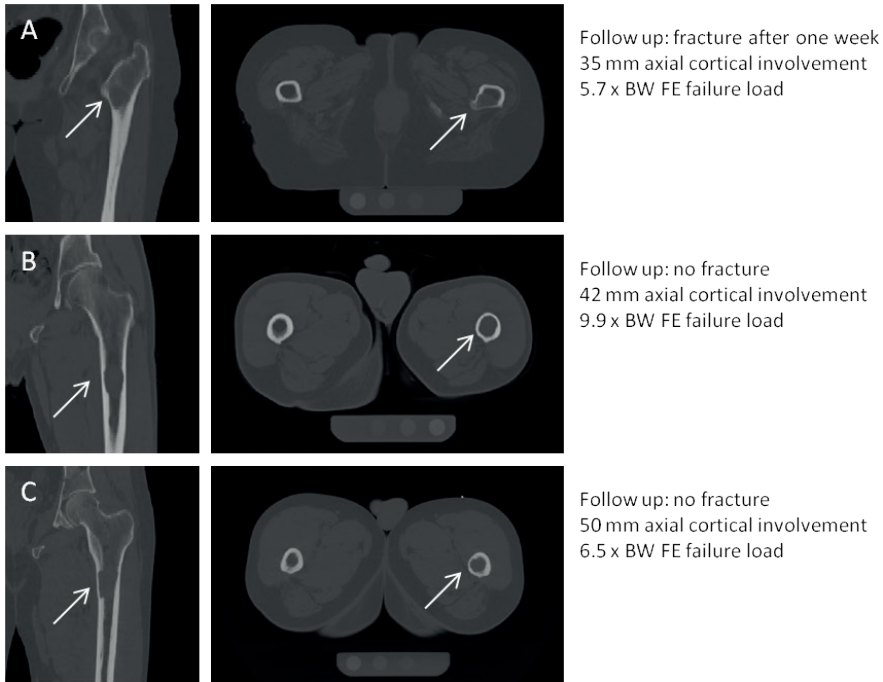 A
Follow up: fracture after one week
35 mm axial cortical involvement
5.7 x BW FE failure load
B
Follow up: no fracture
42 mm axial cortical involvement
9.9 x BW FE failure load
C
Follow up: no fracture
50 mm axial cortical involvement
6.5 x BW FE failure load